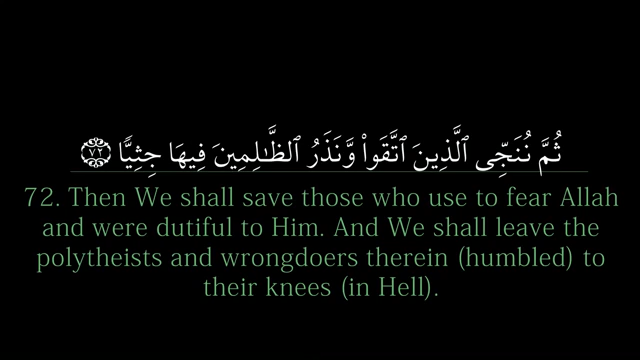 ثُمَّ نُنَجِّى ٱلَّذِينَ ٱتَّقَوا۟ وَّنَذَرُ ٱلظَّـٰلِمِينَ فِيهَا جِثِيًّا ٧٢
72. Then We shall save those who use to fear Allah
and were dutiful to Him. And We shall leave the
polytheists and wrongdoers therein (humbled) to
their knees (in Hell).